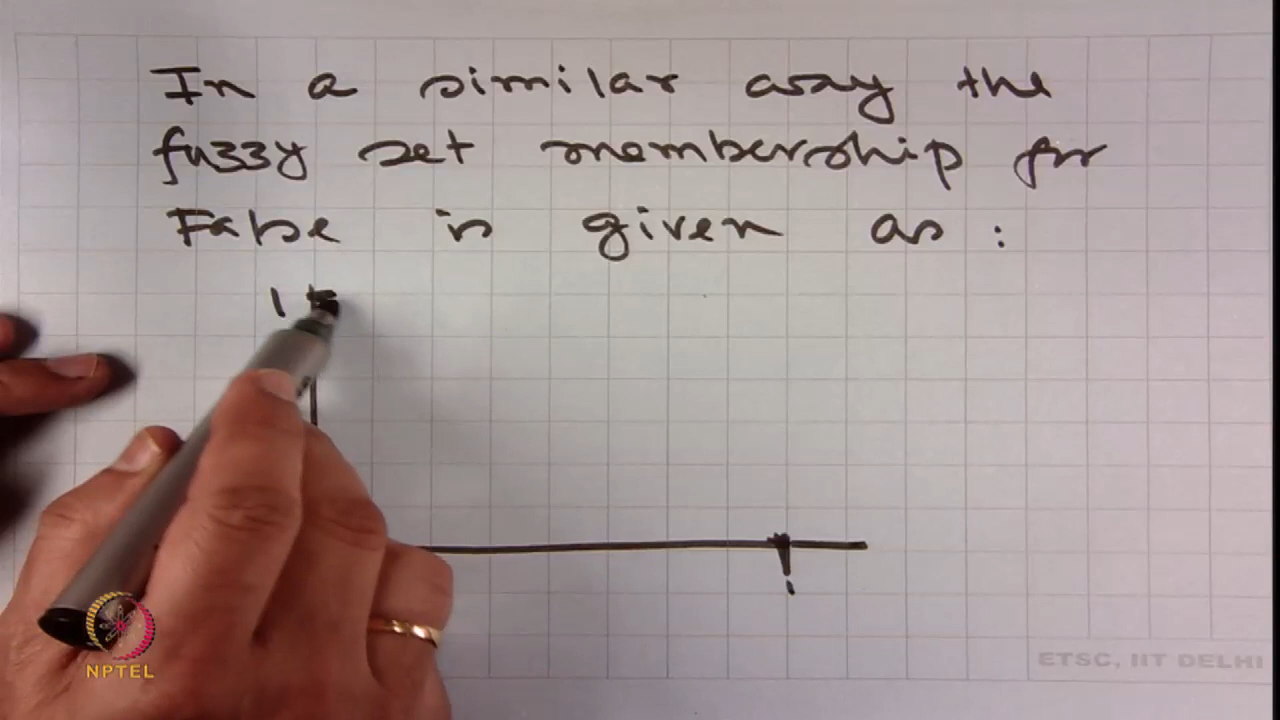 In a similar way the
fuzzy set membership for
False is given as :
1
1
NPTEL
ETSC, IIT DELHI